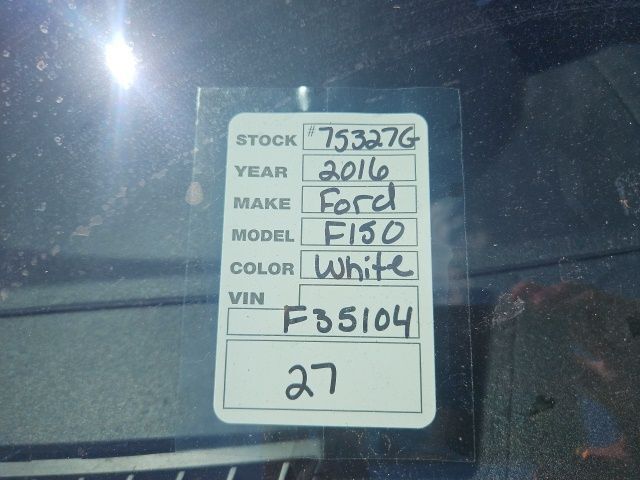 STOCK #75327G
YEAR 2016
MAKE Ford
MODEL F150
COLOR White
VIN
F35104
27